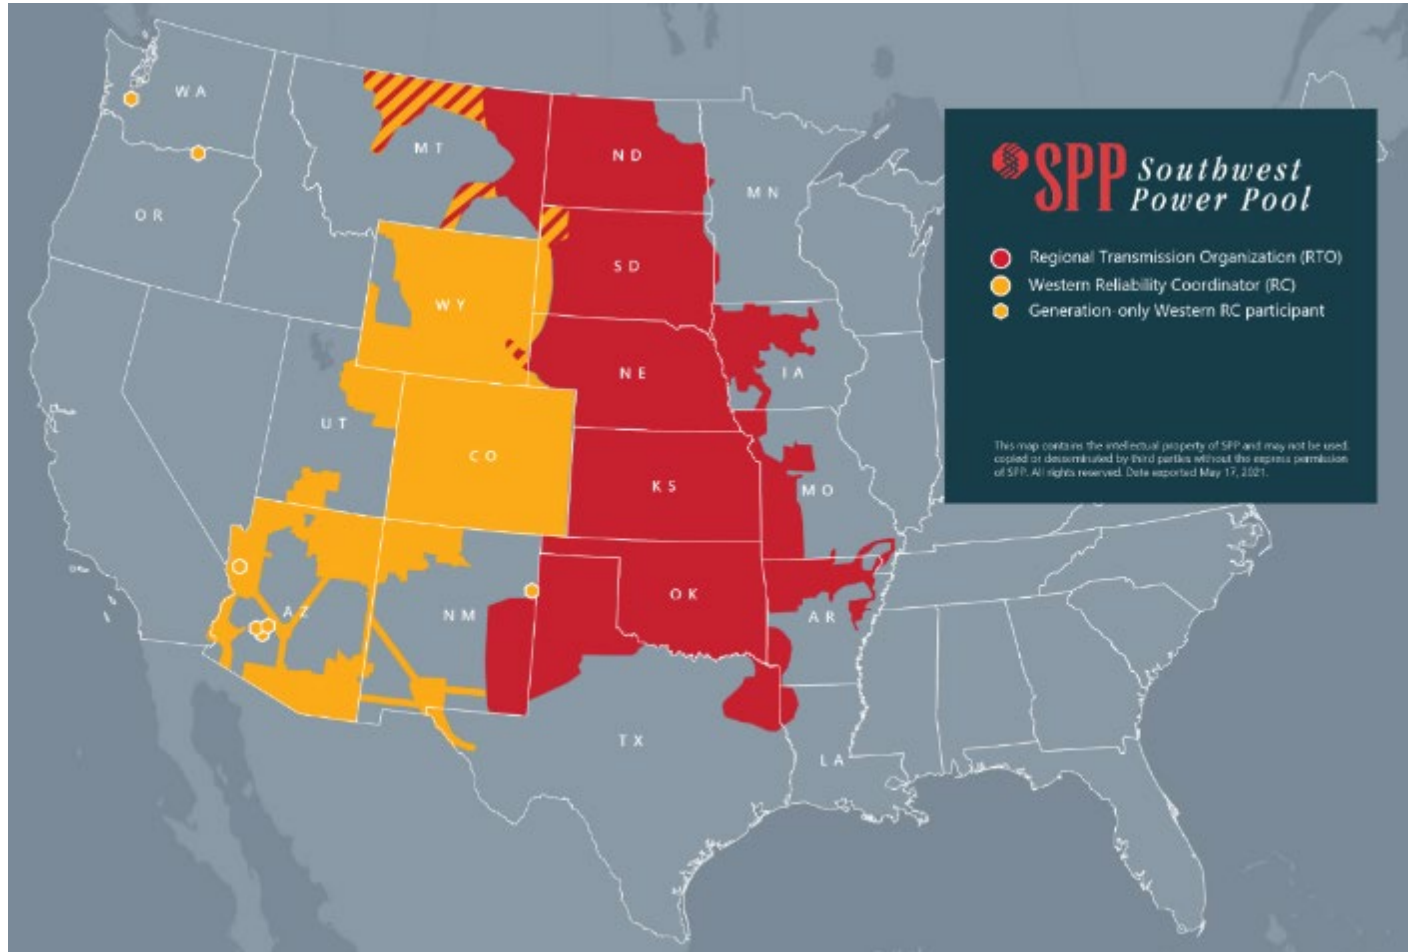 WA
MT
ND
MN
OR
SD
WY
NE
IA
UT
CO
KS
MO
AZ
NM
OK
AR
TX
LA
SPP Southwest
Power Pool
Regional Transmission Organization (RTO)
Western Reliability Coordinator (RC)
Generation-only Western RC participant
This map contains the intellectual property of SPP and may not be used,
copied or disseminated by third parties without the express permission
of SPP. All rights reserved. Date exported May 17, 2021.